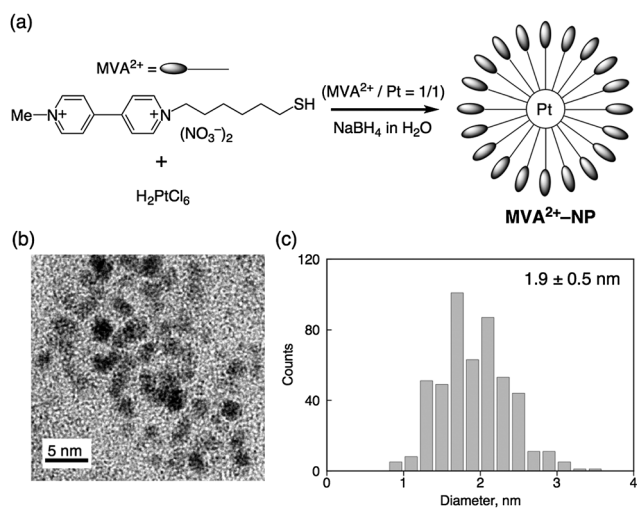 (a)
MVA²⁺ =
(MVA²⁺ / Pt = 1/1)
Me
N⁺
N⁺
SH
(NO₃⁻)₂
NaBH₄ in H₂O
Pt
+
H₂PtCl₆
MVA²⁺–NP
(b)
5 nm
(c)
1.9 ± 0.5 nm
120
80
40
0
Counts
0 1 2 3 4
Diameter, nm